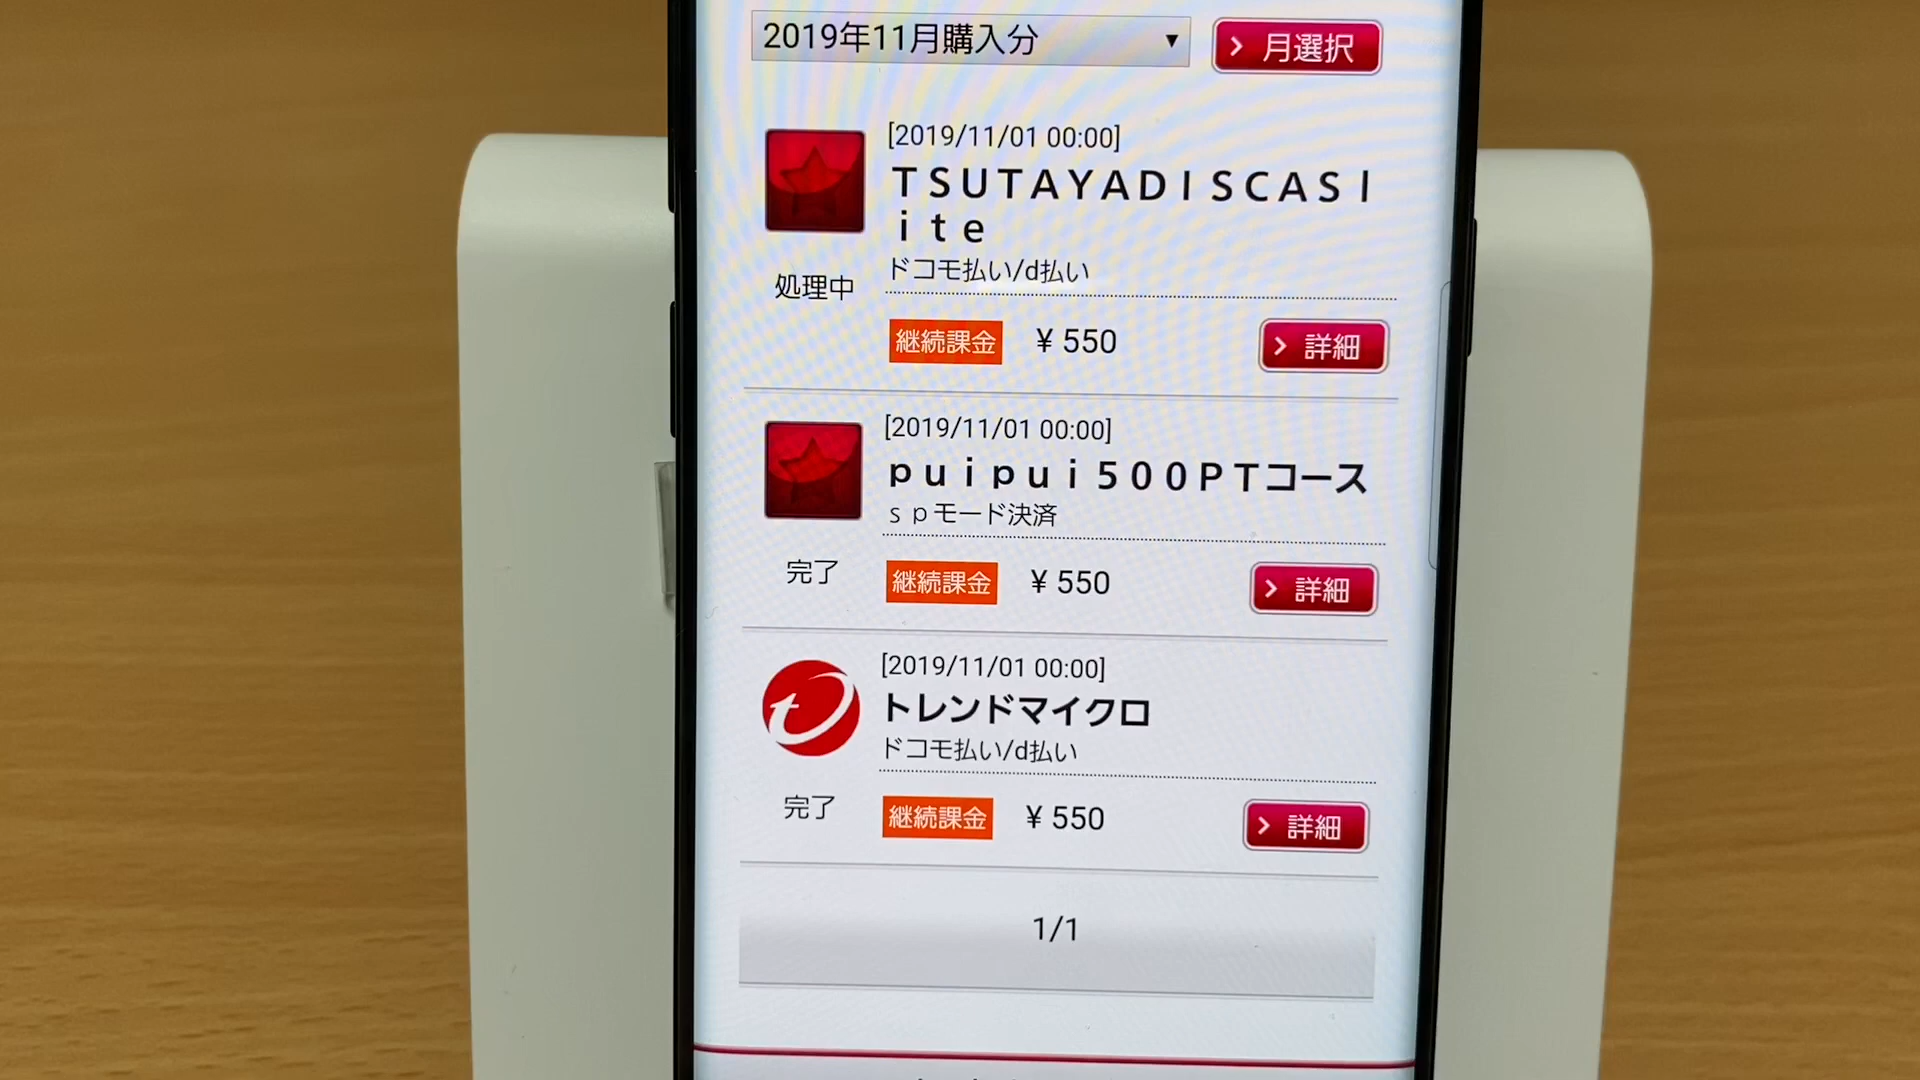 2019年11月購入分 ▼ > 月選択
[2019/11/01 00:00]
ＴＳＵＴＡＹＡＤＩＳＣＡＳｌ
ｉｔｅ
ドコモ払い/d払い
処理中
継続課金 ¥ 550 > 詳細
[2019/11/01 00:00]
ｐｕｉｐｕｉ５００ＰＴコース
ｓｐモード決済
完了
継続課金 ¥ 550 > 詳細
[2019/11/01 00:00]
トレンドマイクロ
ドコモ払い/d払い
完了
継続課金 ¥ 550 > 詳細
1/1